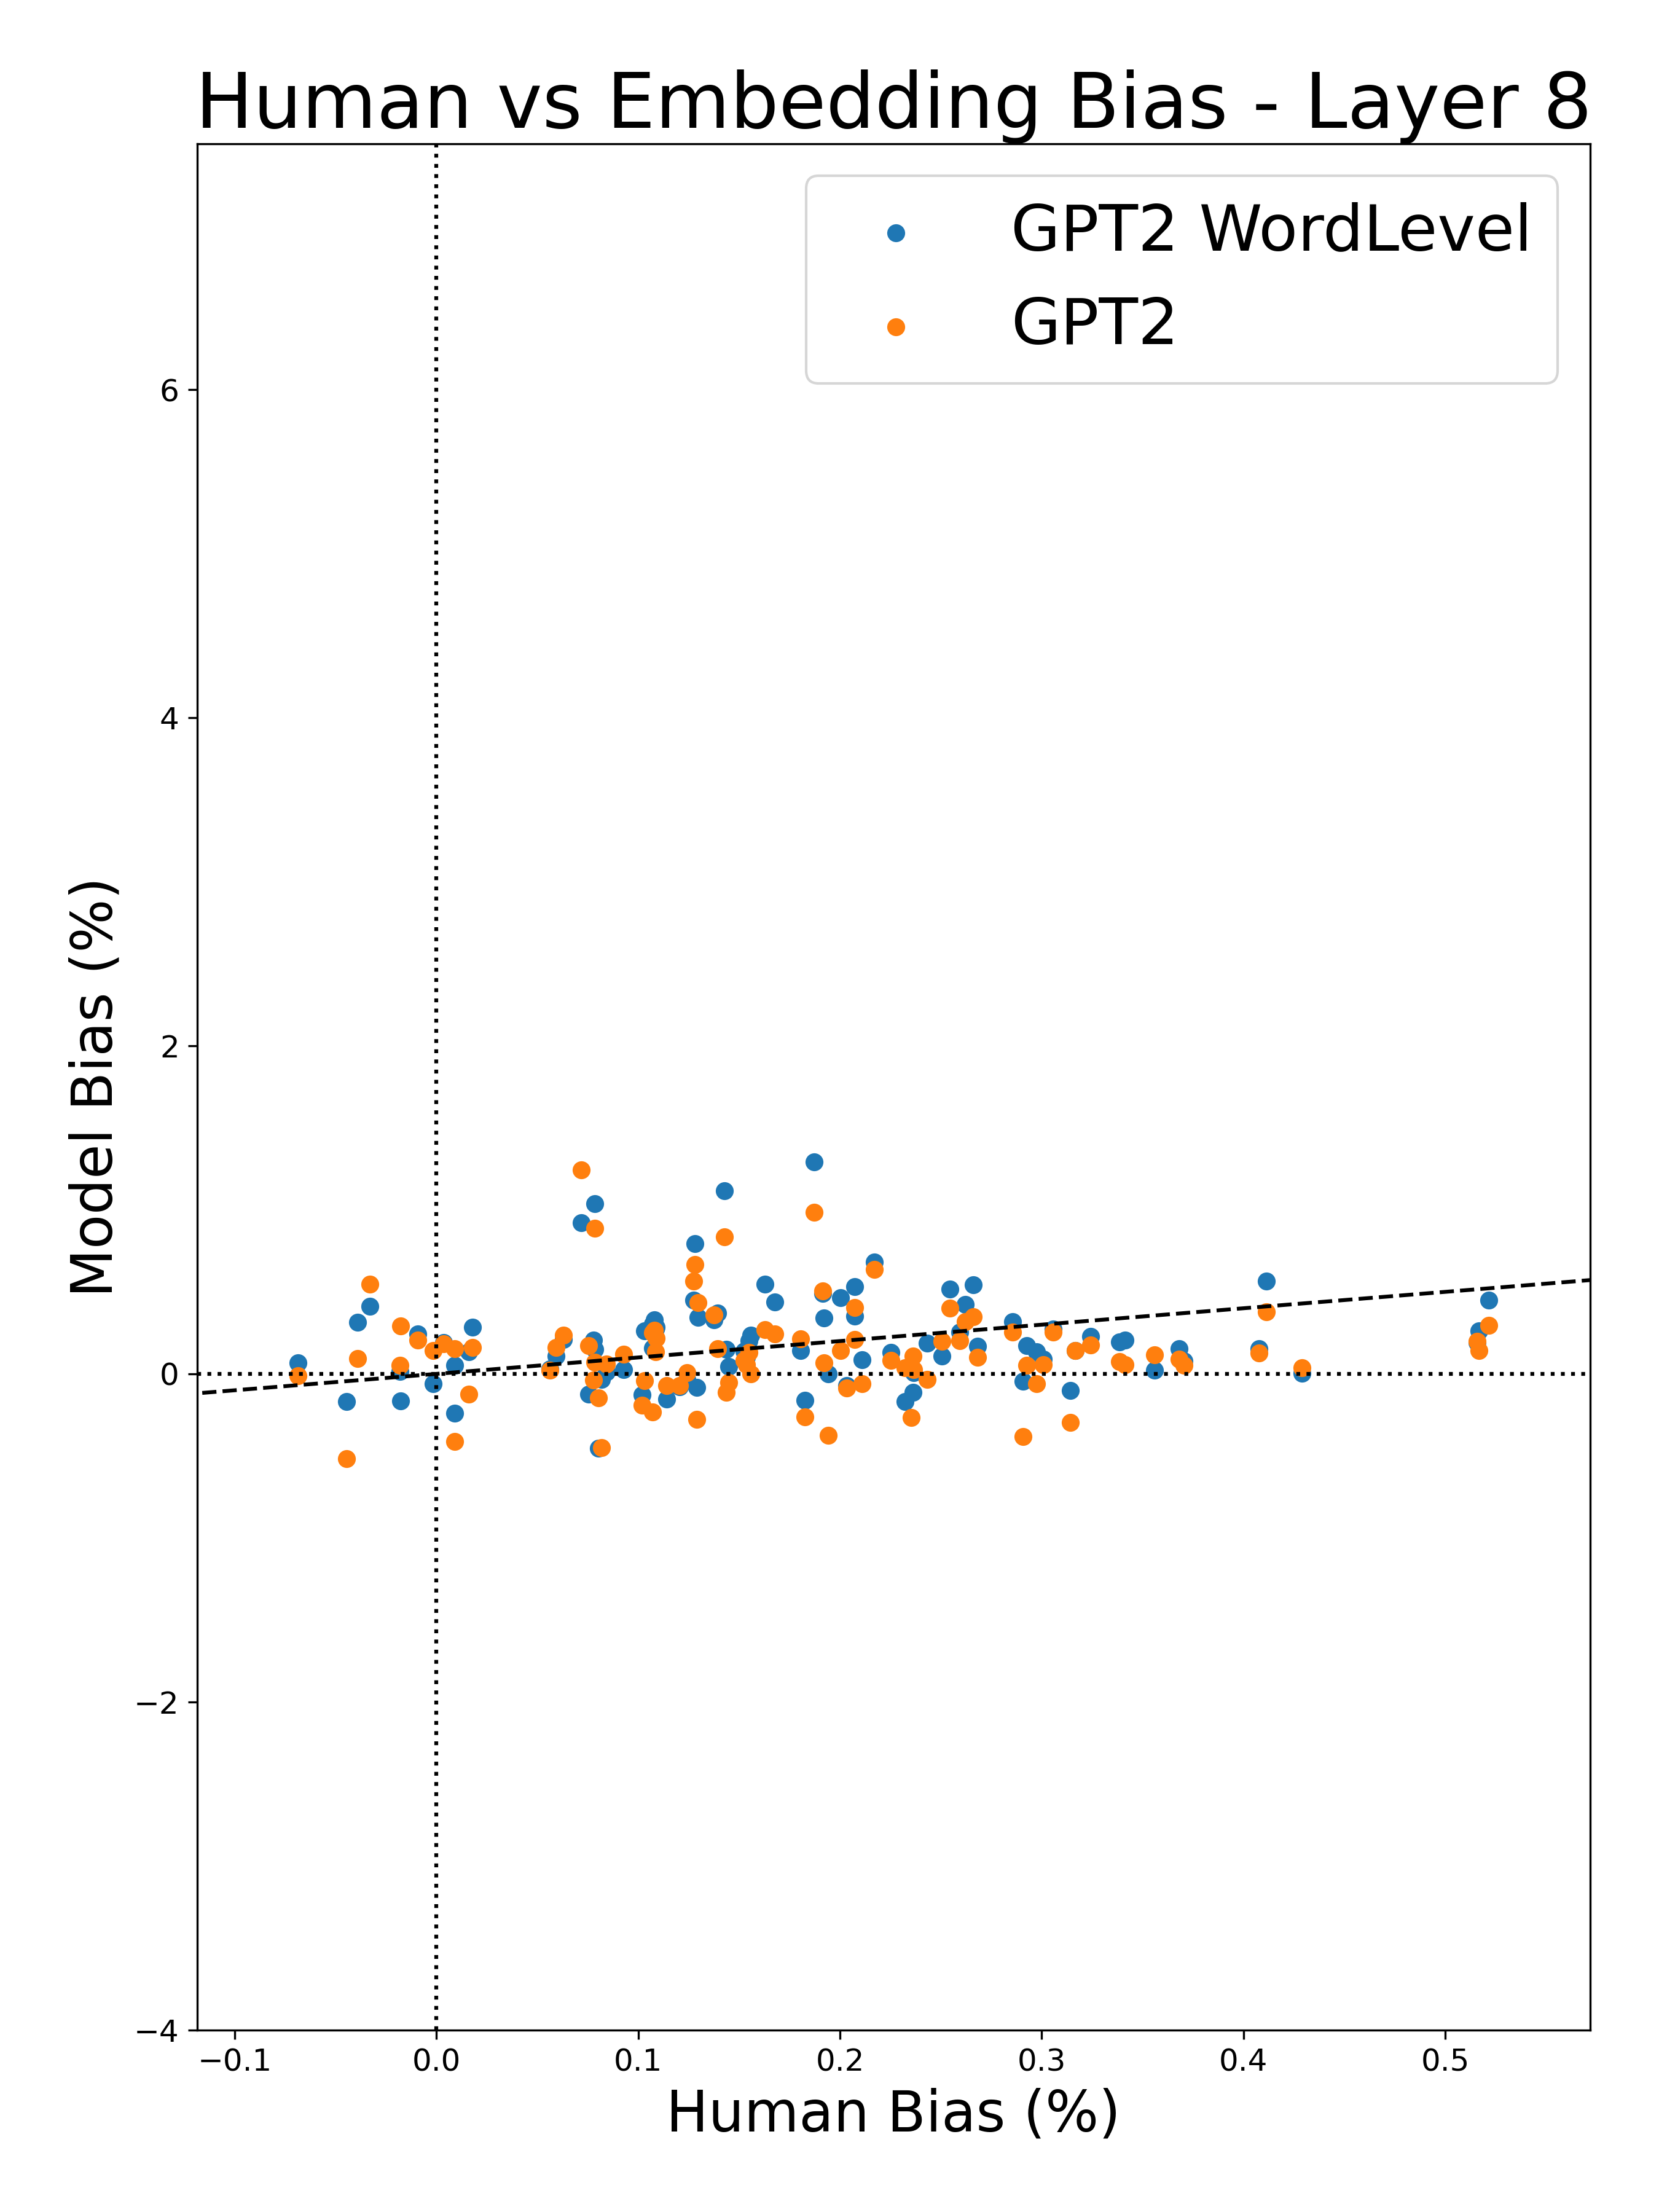 Human vs Embedding Bias - Layer 8
GPT2 WordLevel
GPT2
Model Bias (%)
6
4
2
0
−2
−4
−0.1 0.0 0.1 0.2 0.3 0.4 0.5
Human Bias (%)